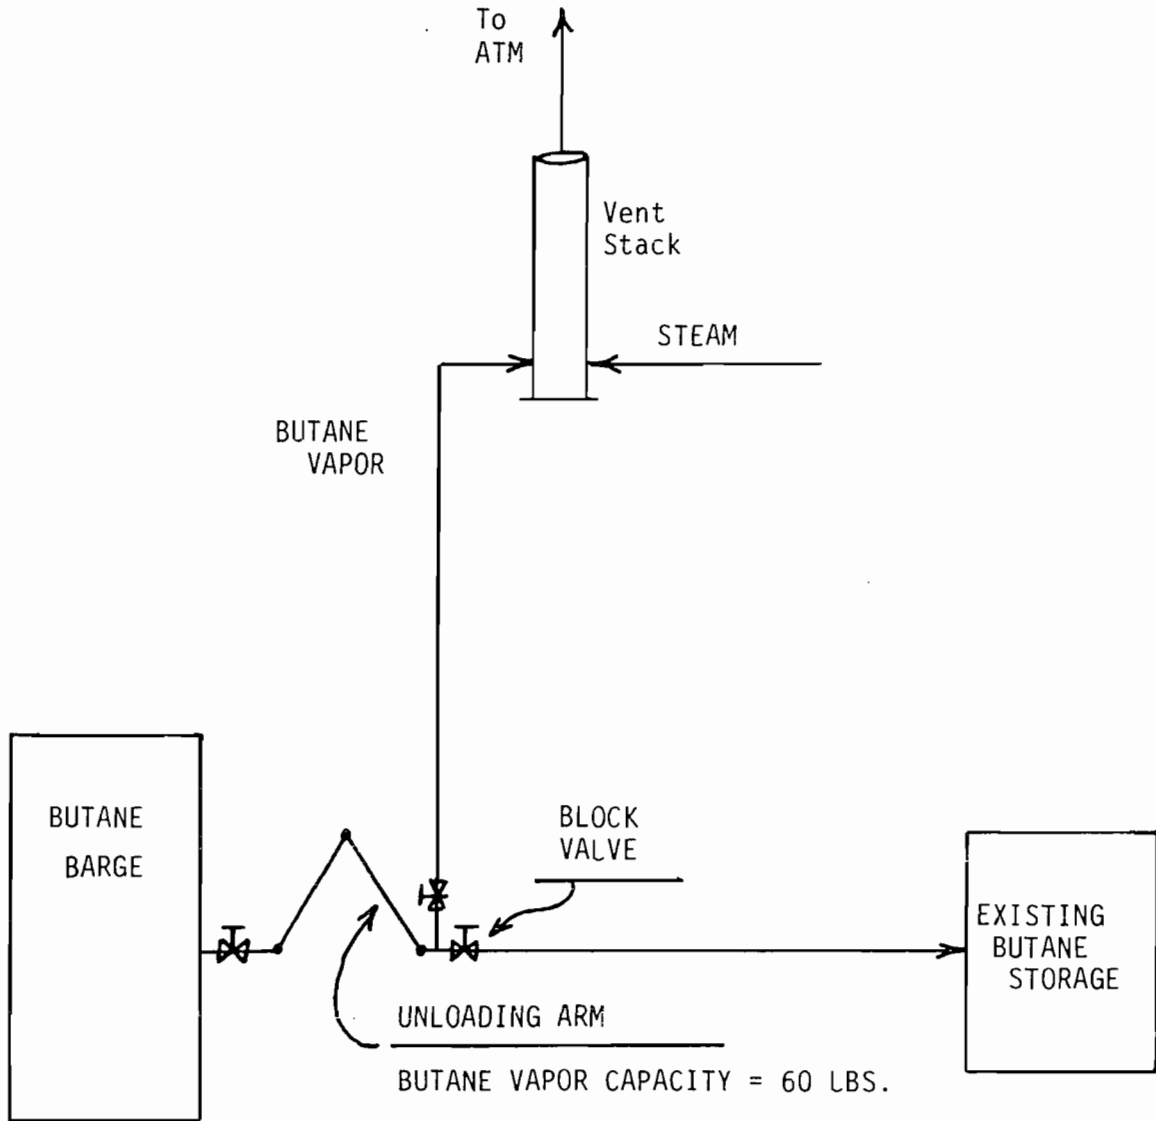 To
ATM
Vent
Stack
STEAM
BUTANE
VAPOR
BUTANE
BARGE
BLOCK
VALVE
EXISTING
BUTANE
STORAGE
UNLOADING ARM
BUTANE VAPOR CAPACITY = 60 LBS.